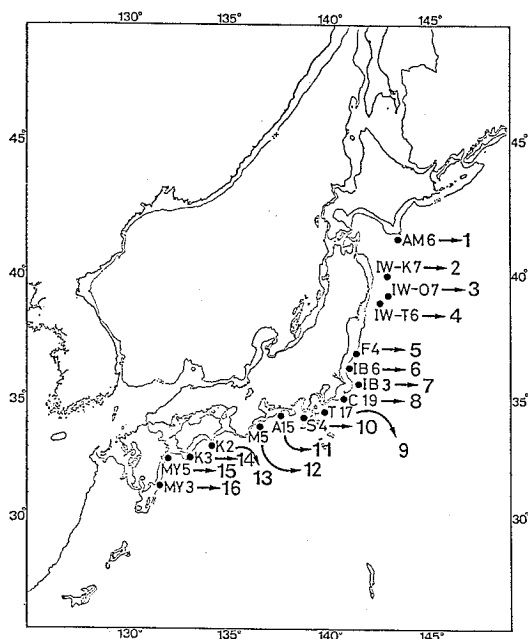 130° 135° 140° 145°
45° 45°
AM6→1
IW-K7→2
40° 40°
IW-O7→3
IW-T6→4
F4→5
IB6→6
IB3→7
35° 35°
C19→8
T17
9
S4→10
A15
11
M5
12
K2
13
K3→14
MY5→15
MY3→16
30° 30°
130° 135° 140° 145°